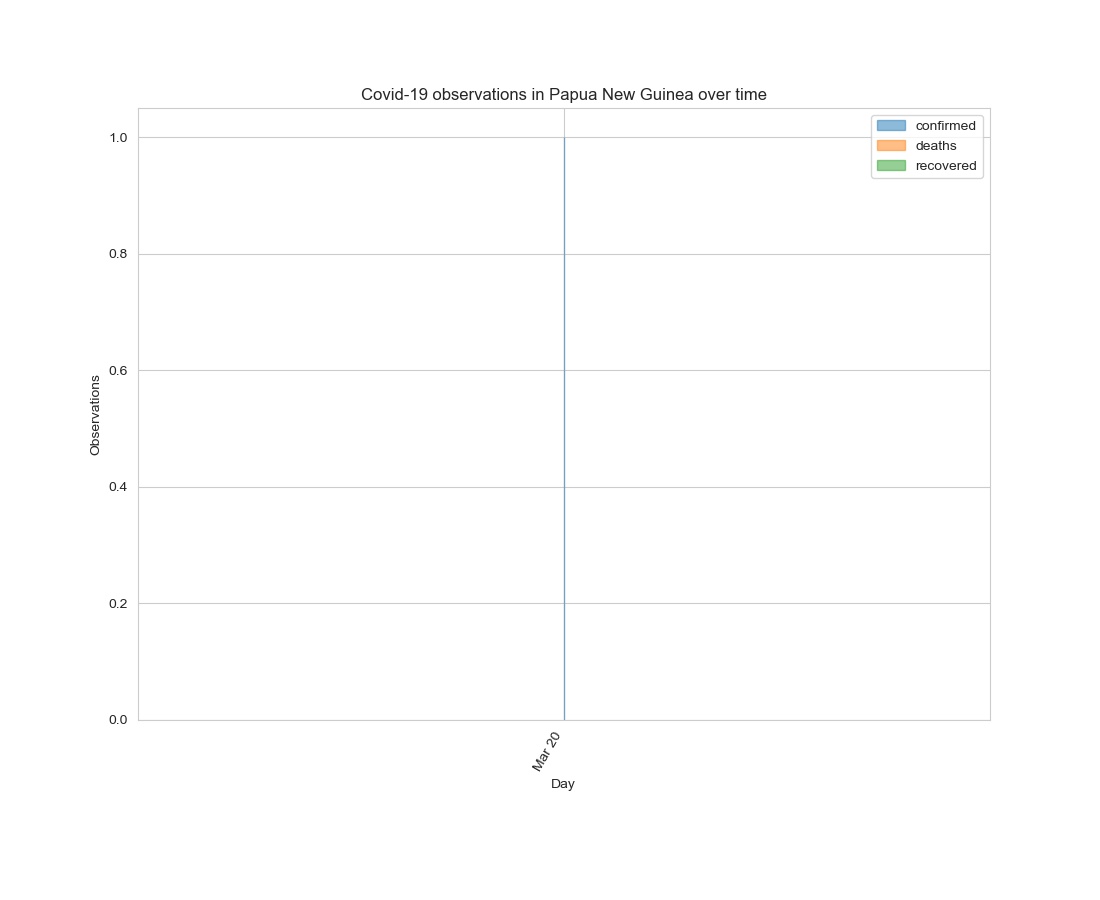 Covid-19 observations in Papua New Guinea over time
confirmed
deaths
recovered
1.0
0.8
0.6
0.4
0.2
0.0
Observations
Mar 20
Day